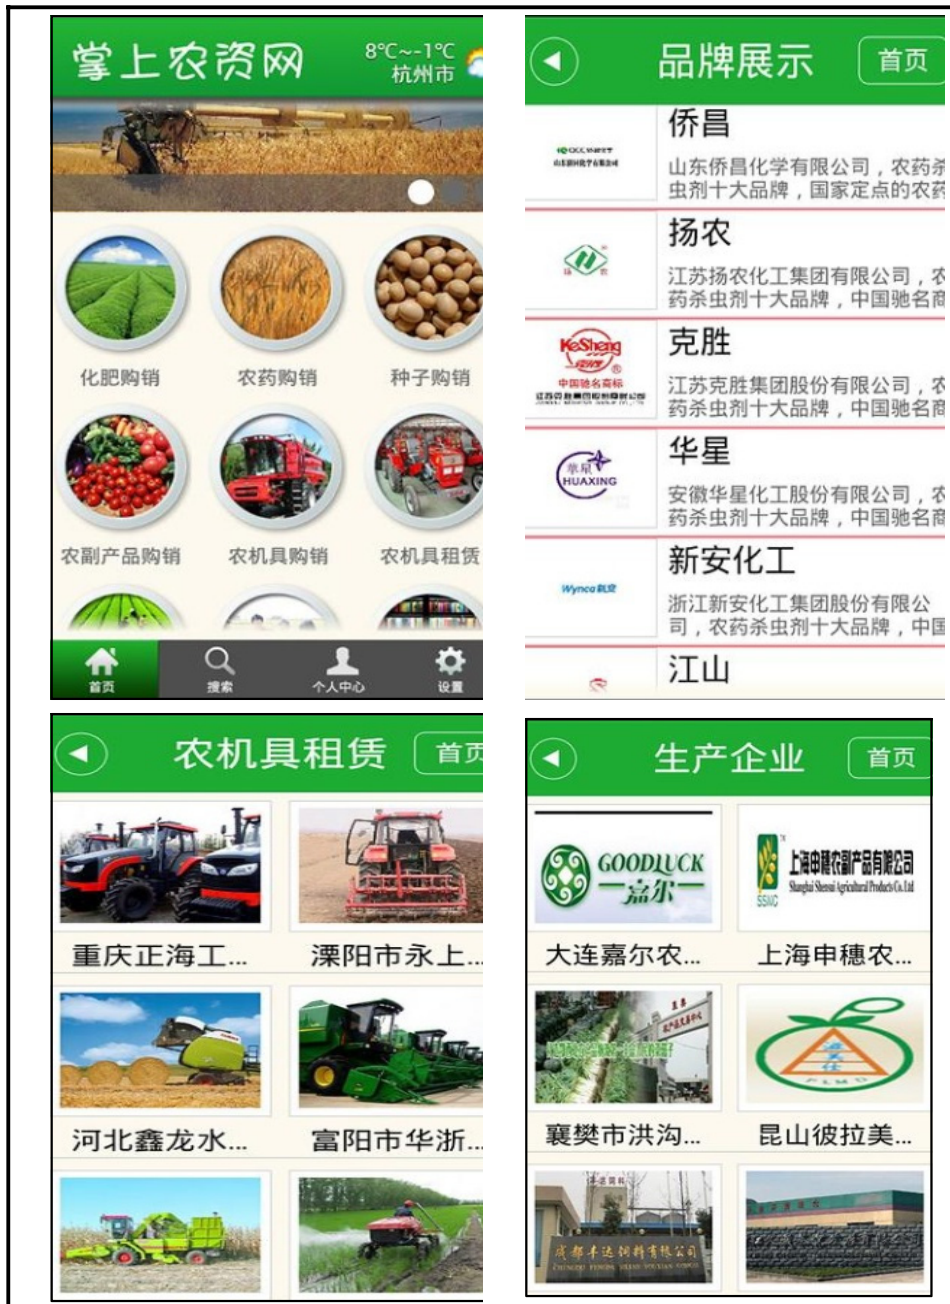 掌上农资网
8℃~-1℃
杭州市
化肥购销
农药购销
种子购销
农副产品购销
农机具购销
农机具租赁
首页
搜索
个人中心
设置
品牌展示
首页
侨昌
山东侨昌化学有限公司，农药杀
虫剂十大品牌，国家定点的农药
扬农
扬
农
江苏扬农化工集团有限公司，农
药杀虫剂十大品牌，中国驰名商
KeSheng
克胜
®
中国驰名商标
克胜
江苏克胜集团股份有限公司，农
药杀虫剂十大品牌，中国驰名商
華星
HUAXING
华星
安徽华星化工股份有限公司，农
药杀虫剂十大品牌，中国驰名商
Wynca新安
新安化工
浙江新安化工集团股份有限公
司，农药杀虫剂十大品牌，中国
江山
农机具租赁
首页
重庆正海工...
溧阳市永上...
河北鑫龙水...
富阳市华浙...
生产企业
首页
GOODLUCK
嘉尔
大连嘉尔农...
SSNC
上海申穗农副产品有限公司
Shanghai Shensui Agricultural Products Co. Ltd
上海申穗农...
襄樊市洪沟...
PLMD
昆山彼拉美...
成都丰达饲料有限公司